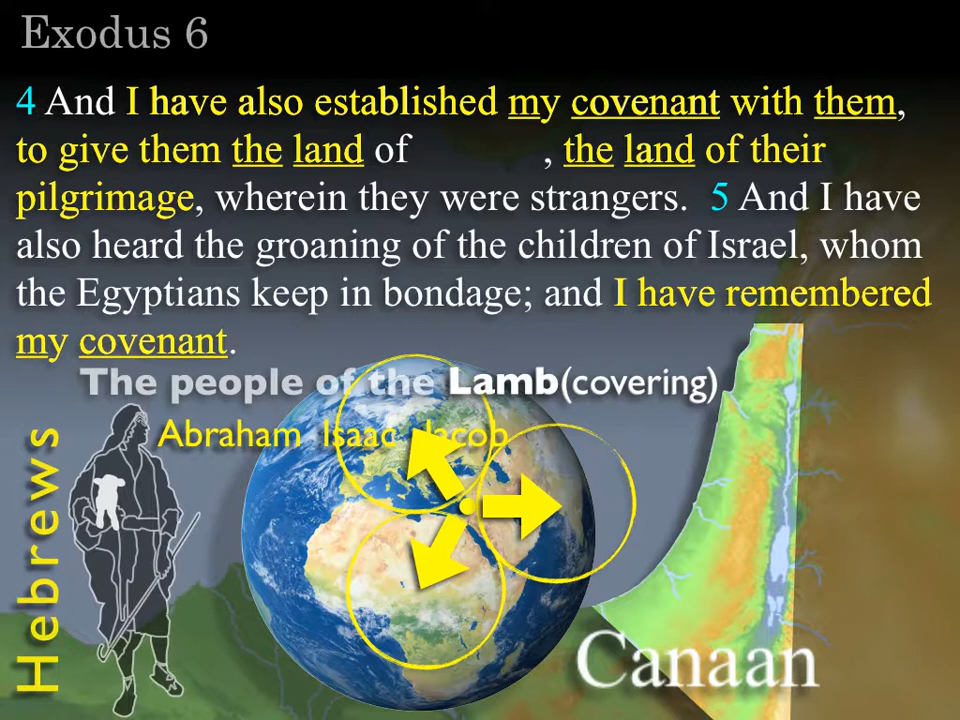 Exodus 6
4 And I have also established my covenant with them,
to give them the land of , the land of their
pilgrimage, wherein they were strangers. 5 And I have
also heard the groaning of the children of Israel, whom
the Egyptians keep in bondage; and I have remembered
my covenant.
The people of the Lamb(covering)
Abraham Isaac Jacob
Hebrews
Canaan